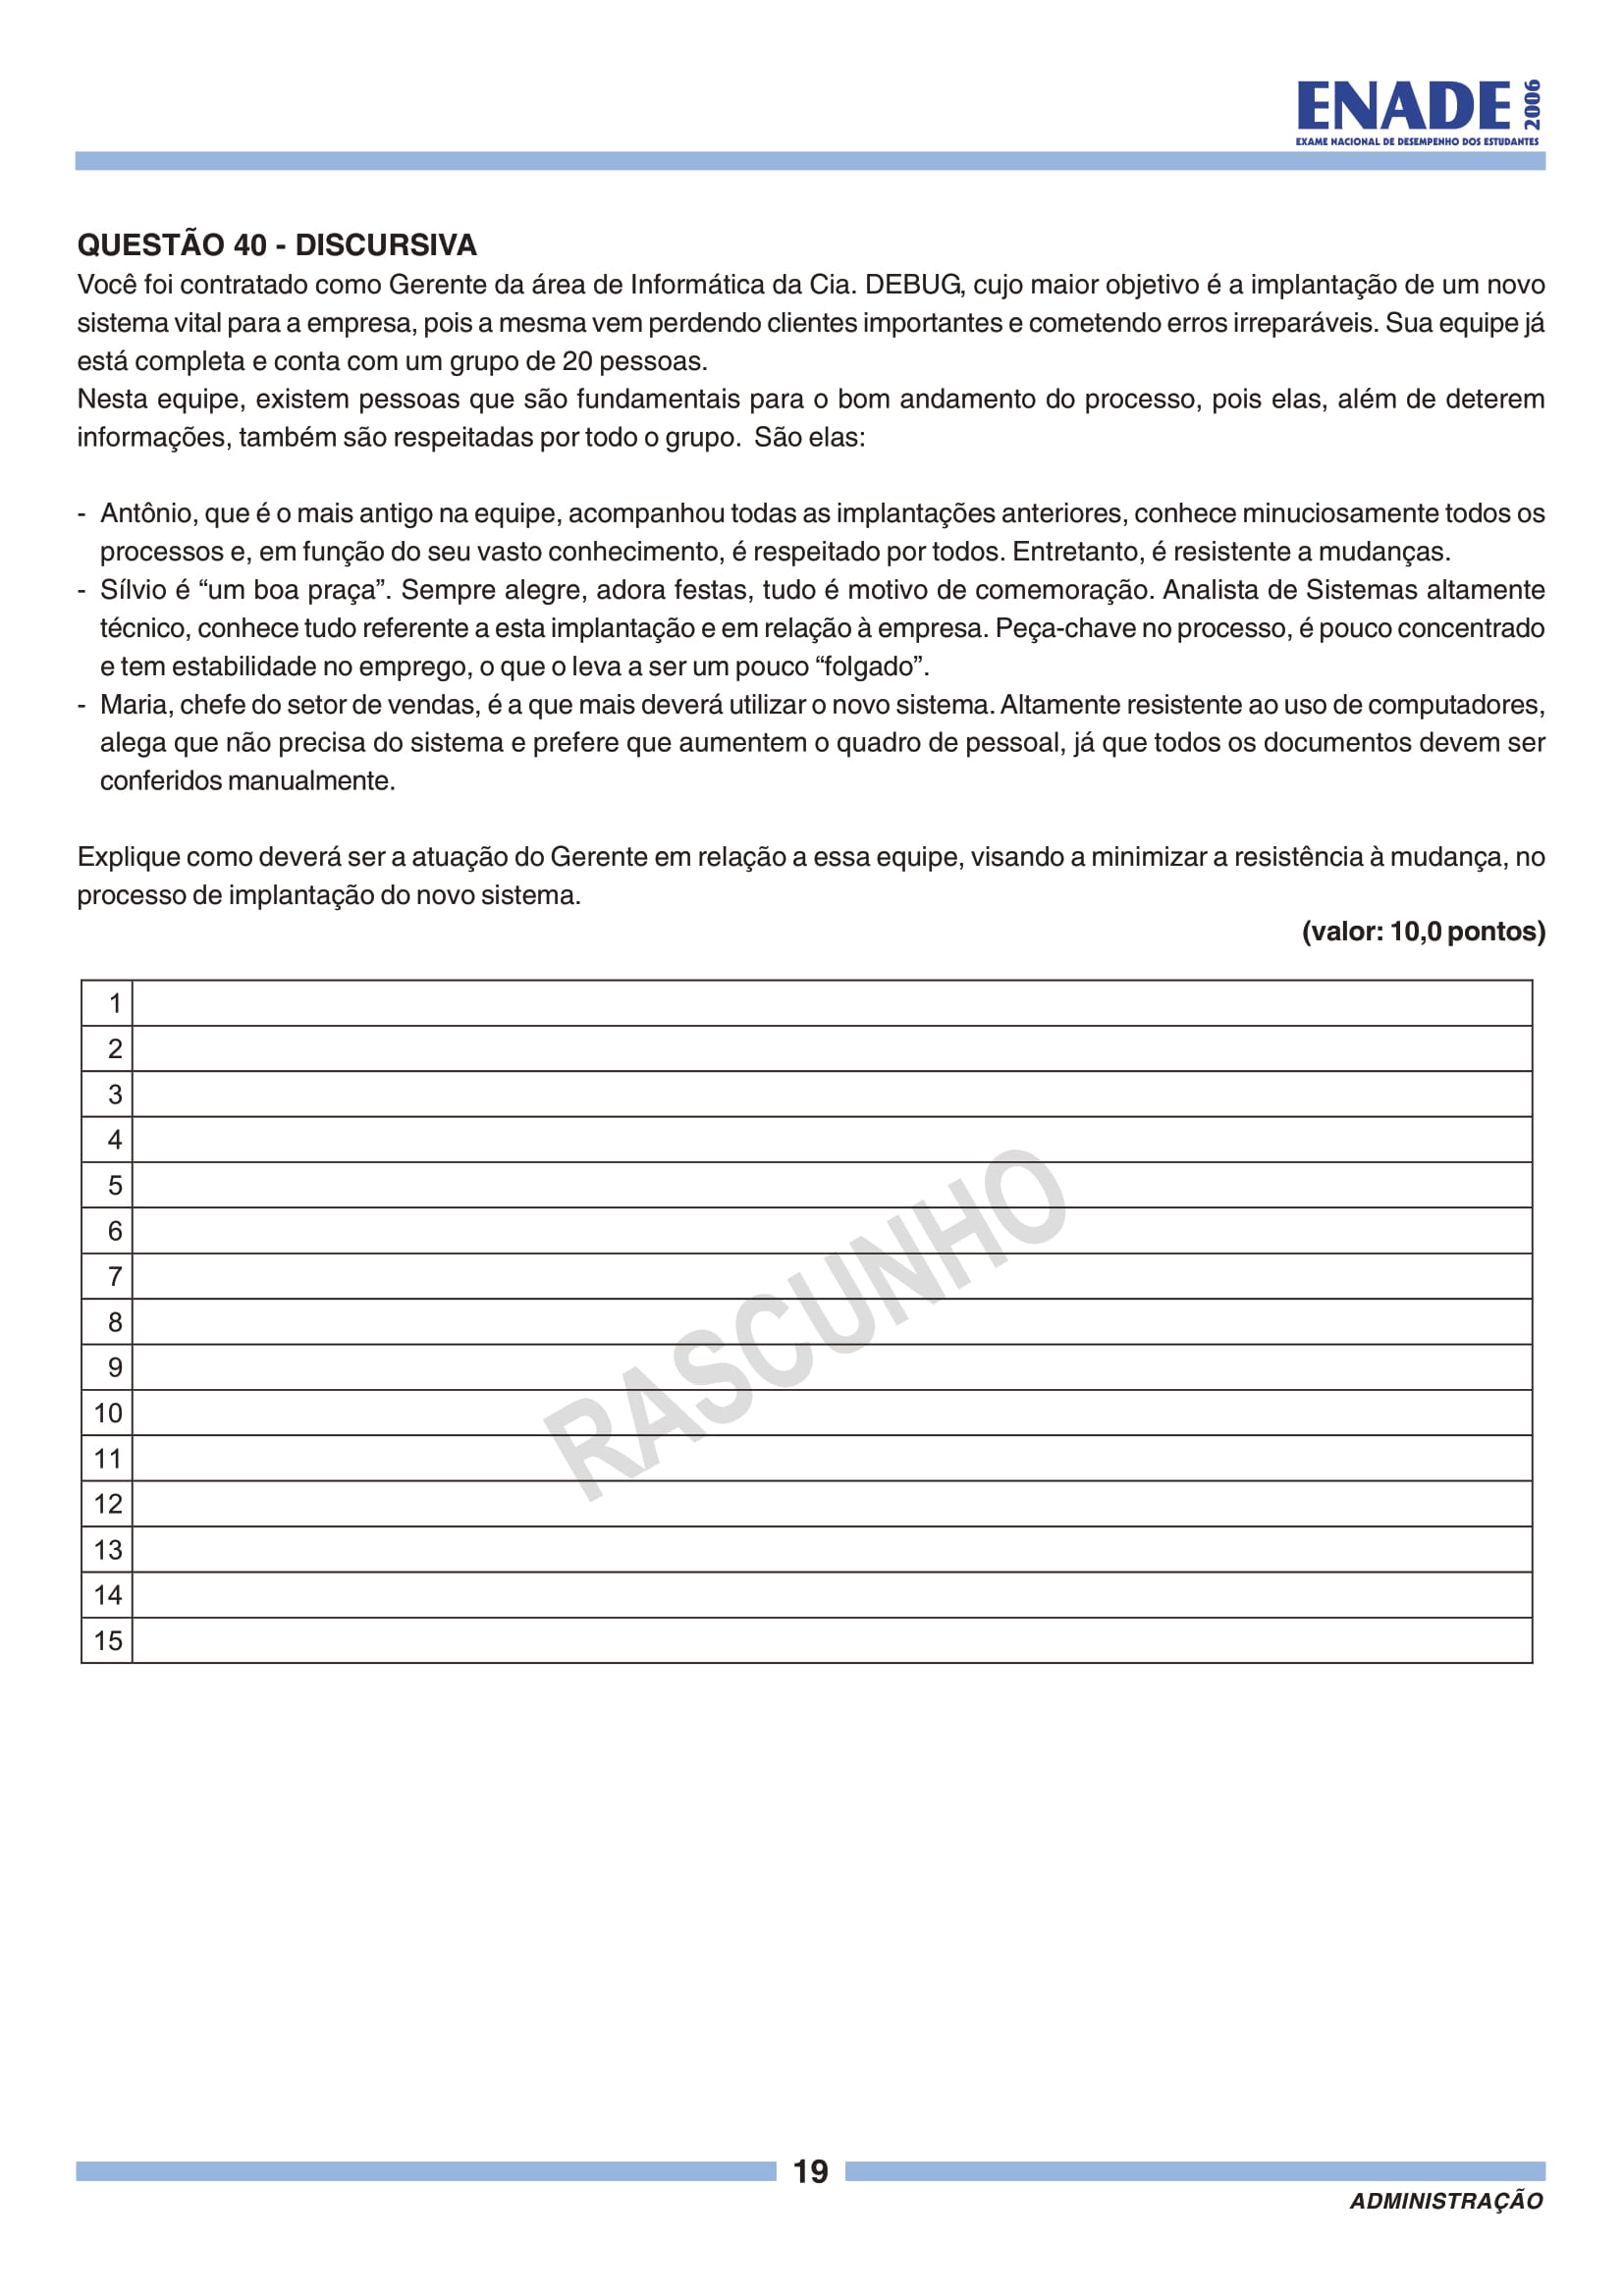 ENADE 2006
EXAME NACIONAL DE DESEMPENHO DOS ESTUDANTES
QUESTÃO 40 - DISCURSIVA
Você foi contratado como Gerente da área de Informática da Cia. DEBUG, cujo maior objetivo é a implantação de um novo
sistema vital para a empresa, pois a mesma vem perdendo clientes importantes e cometendo erros irreparáveis. Sua equipe já
está completa e conta com um grupo de 20 pessoas.
Nesta equipe, existem pessoas que são fundamentais para o bom andamento do processo, pois elas, além de deterem
informações, também são respeitadas por todo o grupo. São elas:
- Antônio, que é o mais antigo na equipe, acompanhou todas as implantações anteriores, conhece minuciosamente todos os
processos e, em função do seu vasto conhecimento, é respeitado por todos. Entretanto, é resistente a mudanças.
- Sílvio é “um boa praça”. Sempre alegre, adora festas, tudo é motivo de comemoração. Analista de Sistemas altamente
técnico, conhece tudo referente a esta implantação e em relação à empresa. Peça-chave no processo, é pouco concentrado
e tem estabilidade no emprego, o que o leva a ser um pouco “folgado”.
- Maria, chefe do setor de vendas, é a que mais deverá utilizar o novo sistema. Altamente resistente ao uso de computadores,
alega que não precisa do sistema e prefere que aumentem o quadro de pessoal, já que todos os documentos devem ser
conferidos manualmente.
Explique como deverá ser a atuação do Gerente em relação a essa equipe, visando a minimizar a resistência à mudança, no
processo de implantação do novo sistema.
(valor: 10,0 pontos)
1
2
3
4
5
6
7
8
9
10
11
12
13
14
15
RASCUNHO
19
ADMINISTRAÇÃO